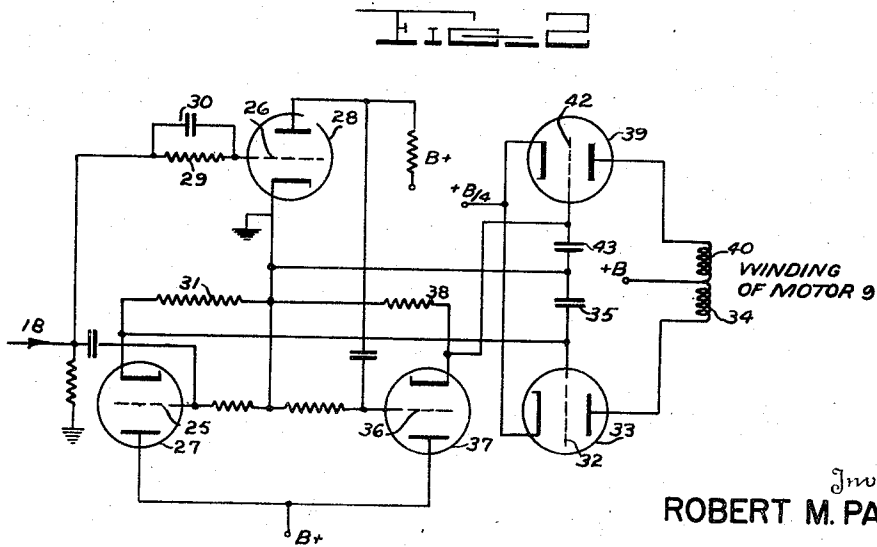 Fig-2
30
26
28
42
39
29
B+
+B/4
43
40
+B
WINDING
OF MOTOR 9
31
38
35
34
18
25
27
36
37
32
33
B+
Inv
ROBERT M. PA